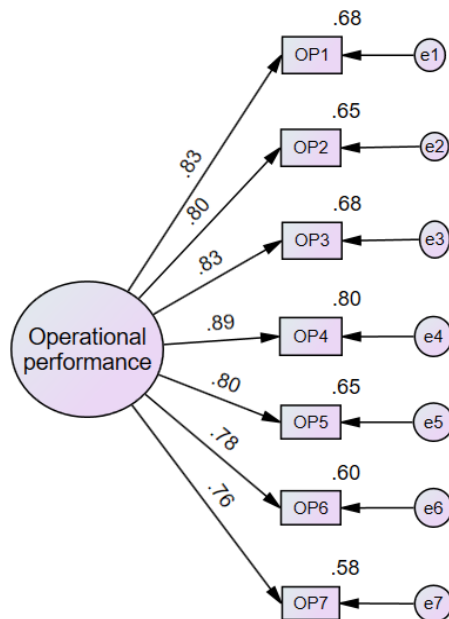 .68
OP1
e1
.83
.65
OP2
e2
.80
.68
OP3
e3
.83
.80
OP4
e4
.89
Operational
performance
.65
OP5
e5
.80
.60
OP6
e6
.78
.58
OP7
e7
.76